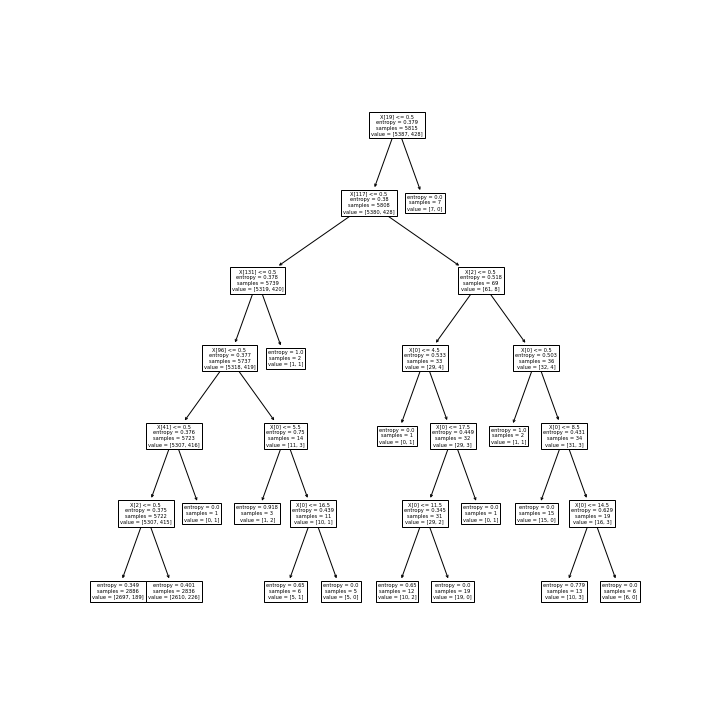 X[19] <= 0.5
entropy = 0.379
samples = 5815
value = [5387, 428]
X[117] <= 0.5
entropy = 0.38
samples = 5808
value = [5380, 428]
entropy = 0.0
samples = 7
value = [7, 0]
X[131] <= 0.5
entropy = 0.378
samples = 5739
value = [5319, 420]
X[2] <= 0.5
entropy = 0.518
samples = 69
value = [61, 8]
X[96] <= 0.5
entropy = 0.377
samples = 5737
value = [5318, 419]
entropy = 1.0
samples = 2
value = [1, 1]
X[0] <= 4.5
entropy = 0.533
samples = 33
value = [29, 4]
X[0] <= 0.5
entropy = 0.503
samples = 36
value = [32, 4]
X[41] <= 0.5
entropy = 0.376
samples = 5723
value = [5307, 416]
X[0] <= 5.5
entropy = 0.75
samples = 14
value = [11, 3]
entropy = 0.0
samples = 1
value = [0, 1]
X[0] <= 17.5
entropy = 0.449
samples = 32
value = [29, 3]
entropy = 1.0
samples = 2
value = [1, 1]
X[0] <= 8.5
entropy = 0.431
samples = 34
value = [31, 3]
X[2] <= 0.5
entropy = 0.375
samples = 5722
value = [5307, 415]
entropy = 0.0
samples = 1
value = [0, 1]
entropy = 0.918
samples = 3
value = [1, 2]
X[0] <= 16.5
entropy = 0.439
samples = 11
value = [10, 1]
X[0] <= 11.5
entropy = 0.345
samples = 31
value = [29, 2]
entropy = 0.0
samples = 1
value = [0, 1]
entropy = 0.0
samples = 15
value = [15, 0]
X[0] <= 14.5
entropy = 0.629
samples = 19
value = [16, 3]
entropy = 0.349
samples = 2886
value = [2697, 189]
entropy = 0.401
samples = 2836
value = [2610, 226]
entropy = 0.65
samples = 6
value = [5, 1]
entropy = 0.0
samples = 5
value = [5, 0]
entropy = 0.65
samples = 12
value = [10, 2]
entropy = 0.0
samples = 19
value = [19, 0]
entropy = 0.779
samples = 13
value = [10, 3]
entropy = 0.0
samples = 6
value = [6, 0]